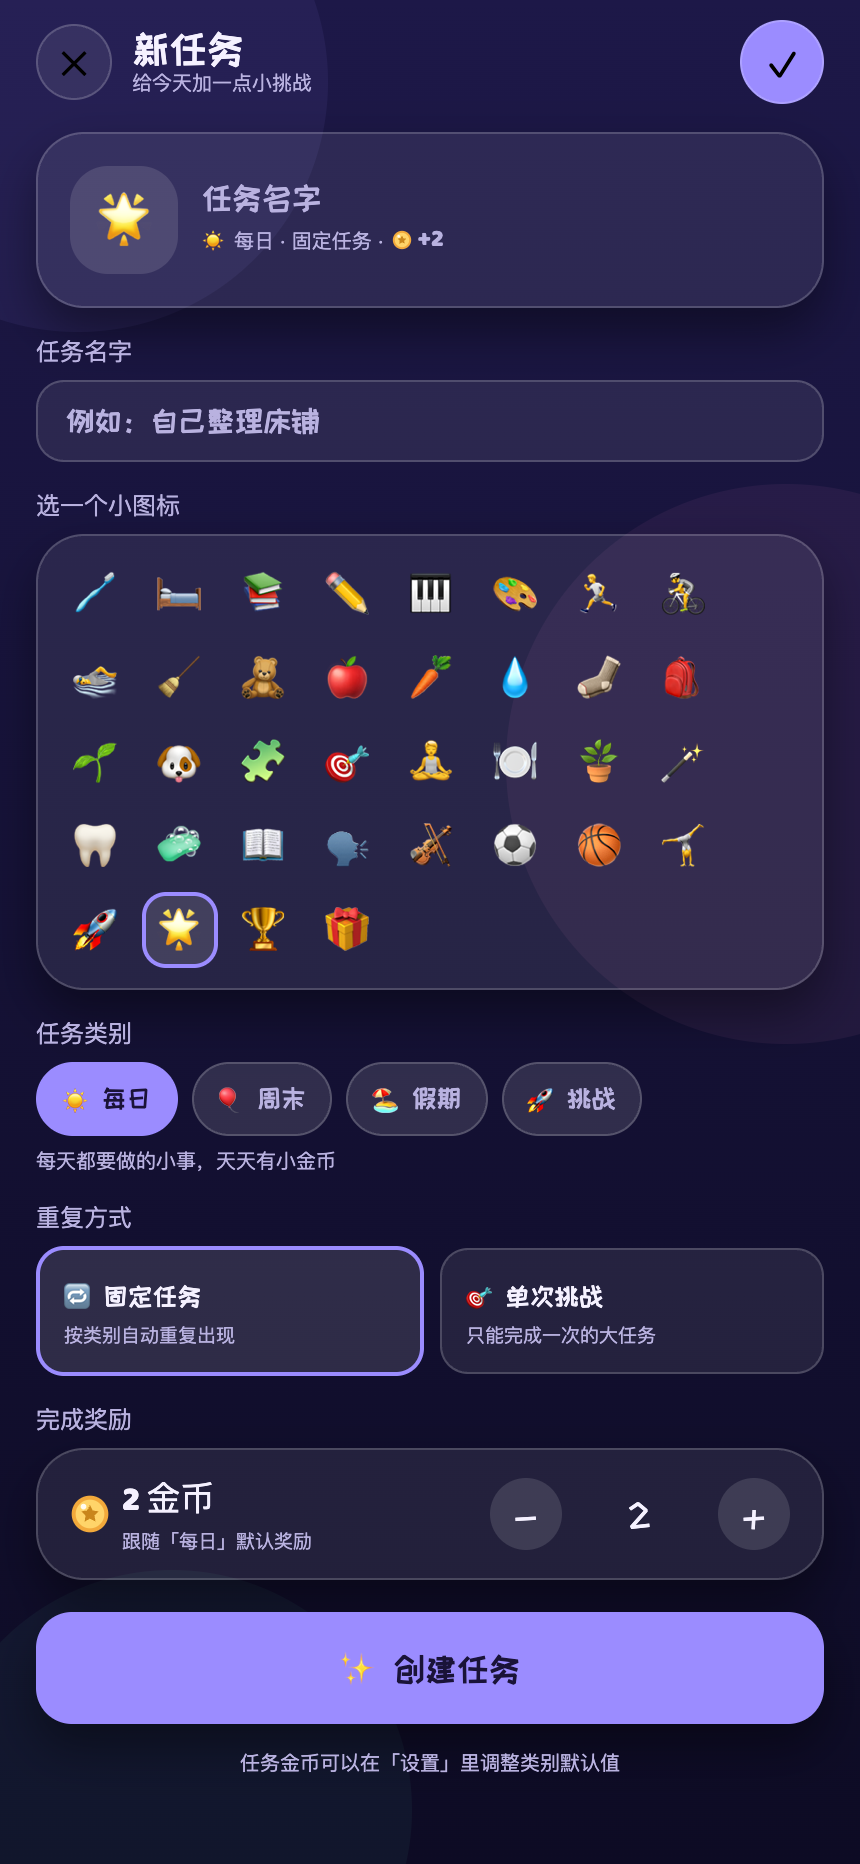 新任务
给今天加一点小挑战
任务名字
每日 · 固定任务 · +2
任务名字
例如：自己整理床铺
选一个小图标
任务类别
每日 周末 假期 挑战
每天都要做的小事，天天有小金币
重复方式
固定任务 单次挑战
按类别自动重复出现 只能完成一次的大任务
完成奖励
2 金币
跟随「每日」默认奖励
− 2 +
创建任务
任务金币可以在「设置」里调整类别默认值